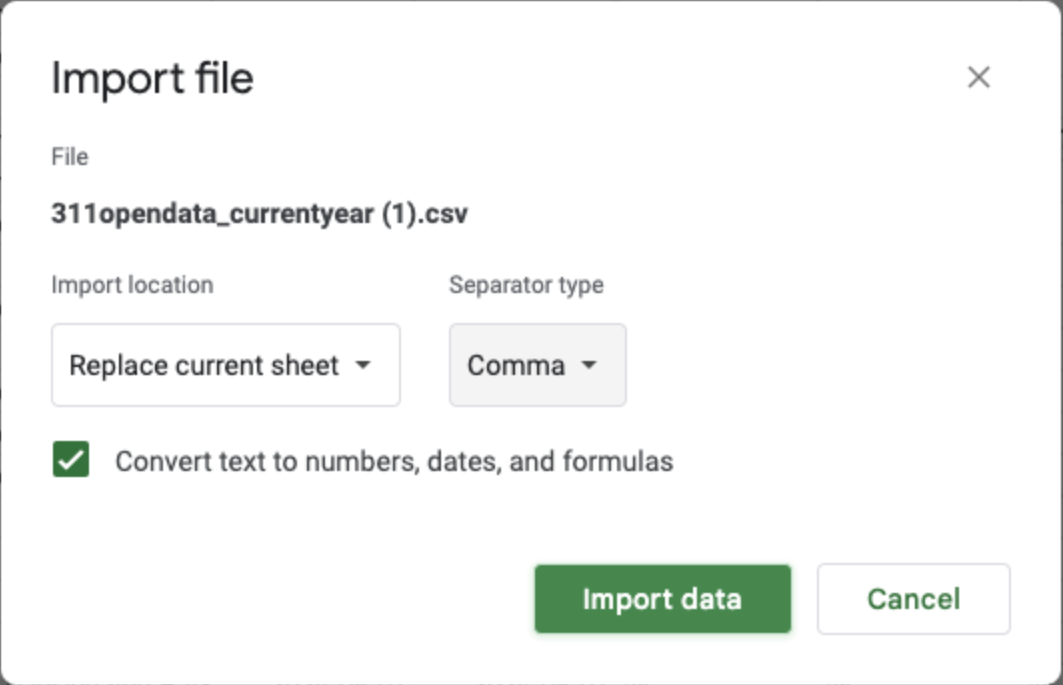 Import file
File
311opendata_currentyear (1).csv
Import location
Separator type
Replace current sheet
Comma
Convert text to numbers, dates, and formulas
Import data
Cancel